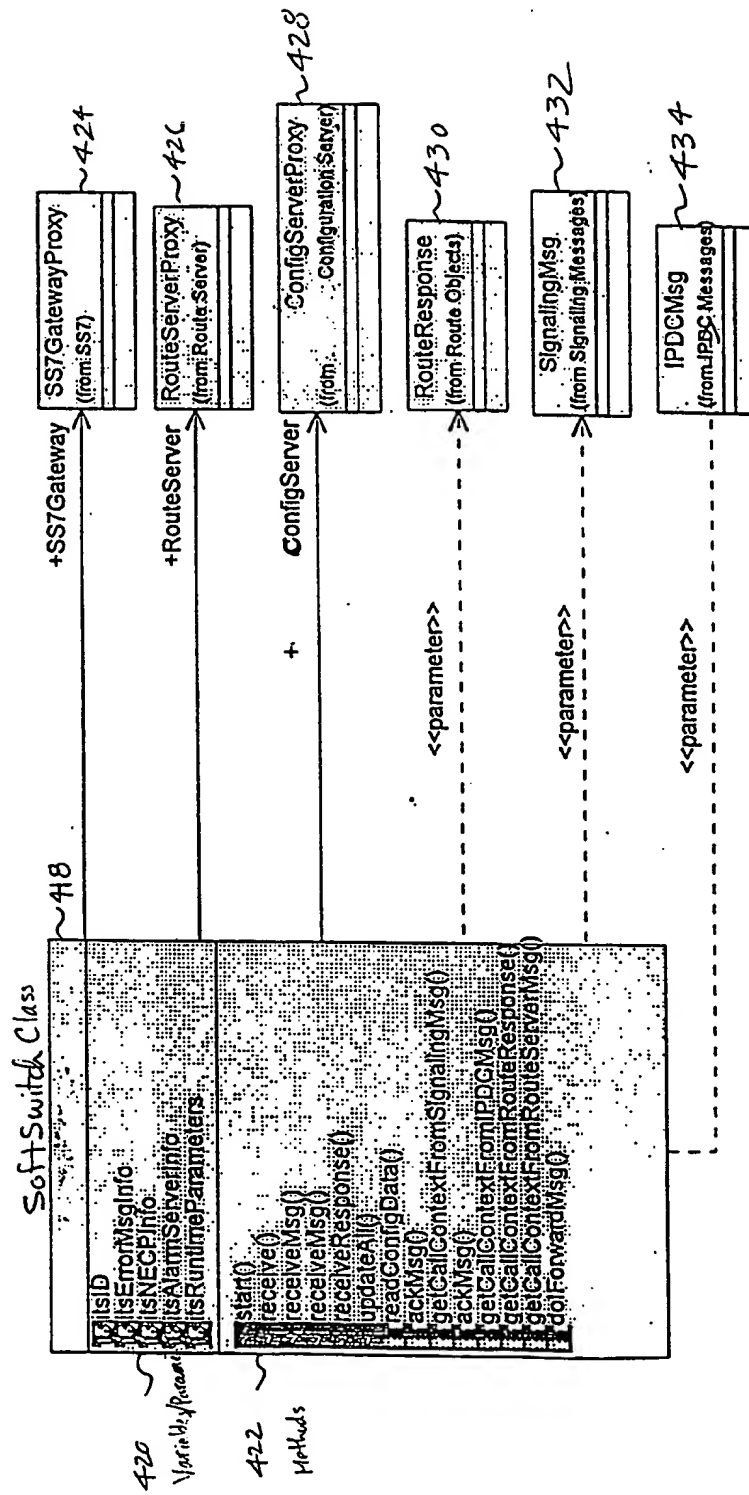 SoftSwitch Class
418
420
Variables/Param
itsID
itsErrorMsgInfo
itsNECPInfo
itsAlarmServerInfo
itsRuntimeParameters
422
Methods
start()
receive()
receiveMsg()
receiveMsg()
receiveResponse()
updateAll()
readConfigData()
ackMsg()
getCallContextFromSignalingMsg()
ackMsg()
getCallContextFromIPDCMsg()
getCallContextFromRouteResponse()
getCallContextFromRouteServerMsg()
doIForwardMsg()
+SS7Gateway
SS7GatewayProxy
(from SS7)
424
+RouteServer
RouteServerProxy
(from Route Server)
426
+ ConfigServer
ConfigServerProxy
(from Configuration Server)
428
<<parameter>>
RouteResponse
(from Route Objects)
430
<<parameter>>
SignalingMsg
(from Signaling Messages)
432
<<parameter>>
IPDCMsg
(from IPDC Messages)
434